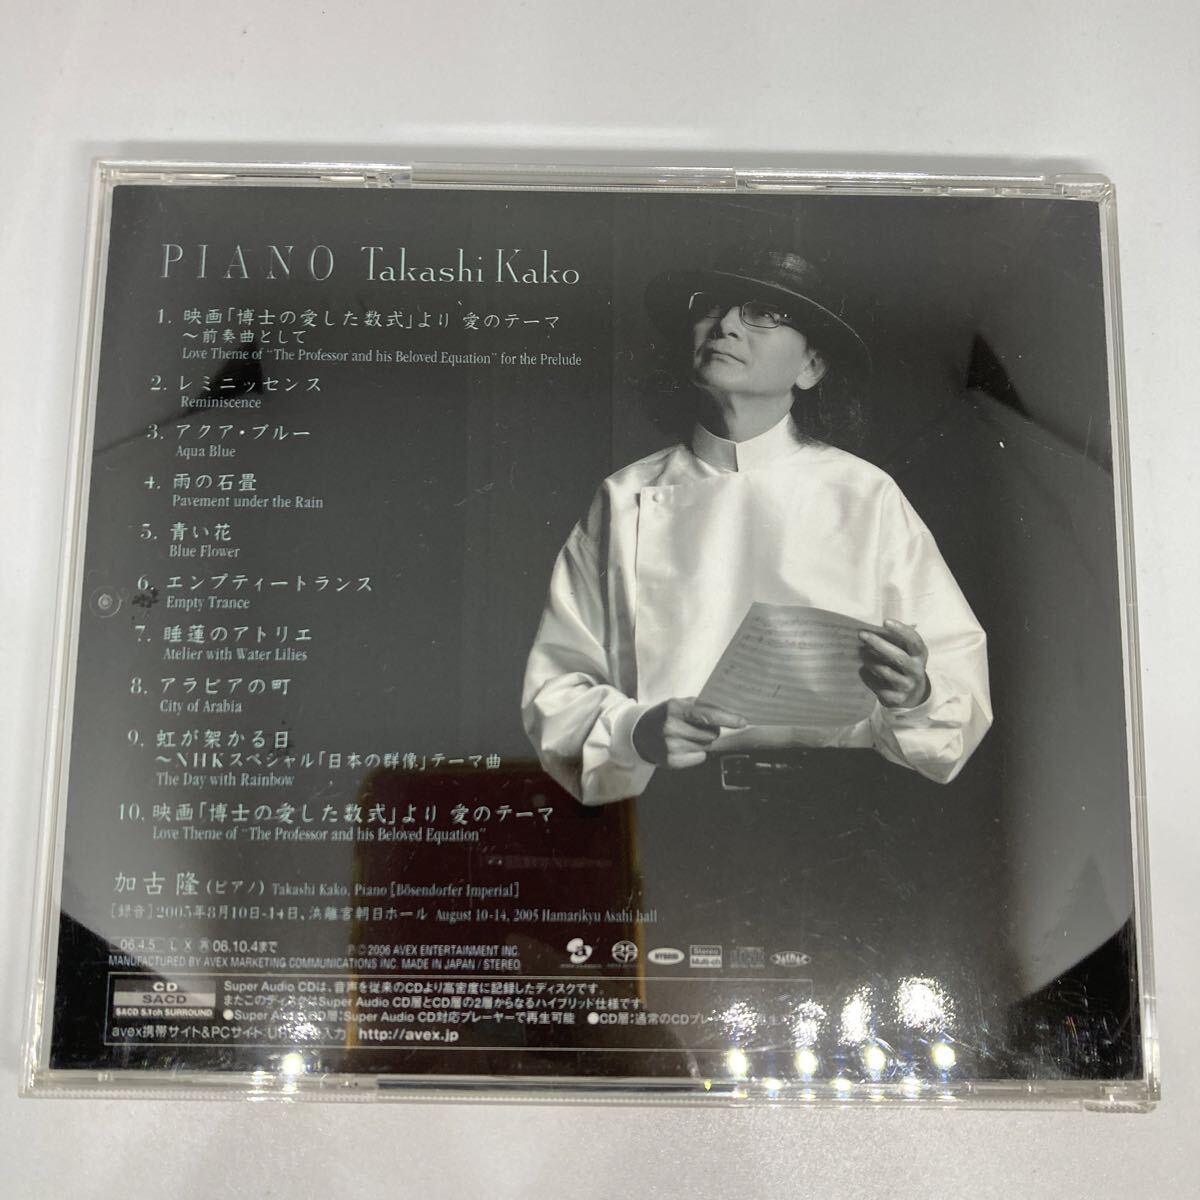 PIANO Takashi Kako
1. 映画「博士の愛した数式」より 愛のテーマ
～前奏曲として
Love Theme of "The Professor and his Beloved Equation" for the Prelude
2. レミニッセンス
Reminiscence
3. アクア・ブルー
Aqua Blue
4. 雨の石畳
Pavement under the Rain
5. 青い花
Blue Flower
6. エンプティートランス
Empty Trance
7. 睡蓮のアトリエ
Atelier with Water Lilies
8. アラビアの町
City of Arabia
9. 虹が架かる日
～NHKスペシャル「日本の群像」テーマ曲
The Day with Rainbow
10. 映画「博士の愛した数式」より 愛のテーマ
Love Theme of "The Professor and his Beloved Equation"
加古 隆 (ピアノ) Takashi Kako, Piano [Bösendorfer Imperial]
[録音] 2005年8月10日-14日、浜離宮朝日ホール August 10-14, 2005 Hamarikyu Asahi hall
06.4.5 L X 再 06.10.4まで
Ⓟ© 2006 AVEX ENTERTAINMENT INC.
MANUFACTURED BY AVEX MARKETING COMMUNICATIONS INC. MADE IN JAPAN / STEREO
HYBRID Stereo Multi-ch
CD
SACD
SACD 5.1ch SURROUND
Super Audio CDは、音声を従来のCDより高密度に記録したディスクです。
またこのディスクはSuper Audio CD層とCD層の2層からなるハイブリッド仕様です。
●Super Audio CD層:Super Audio CD対応プレーヤーで再生可能 ●CD層:通常のCDプレー
avex携帯サイト&PCサイト:UR 入力 http://avex.jp